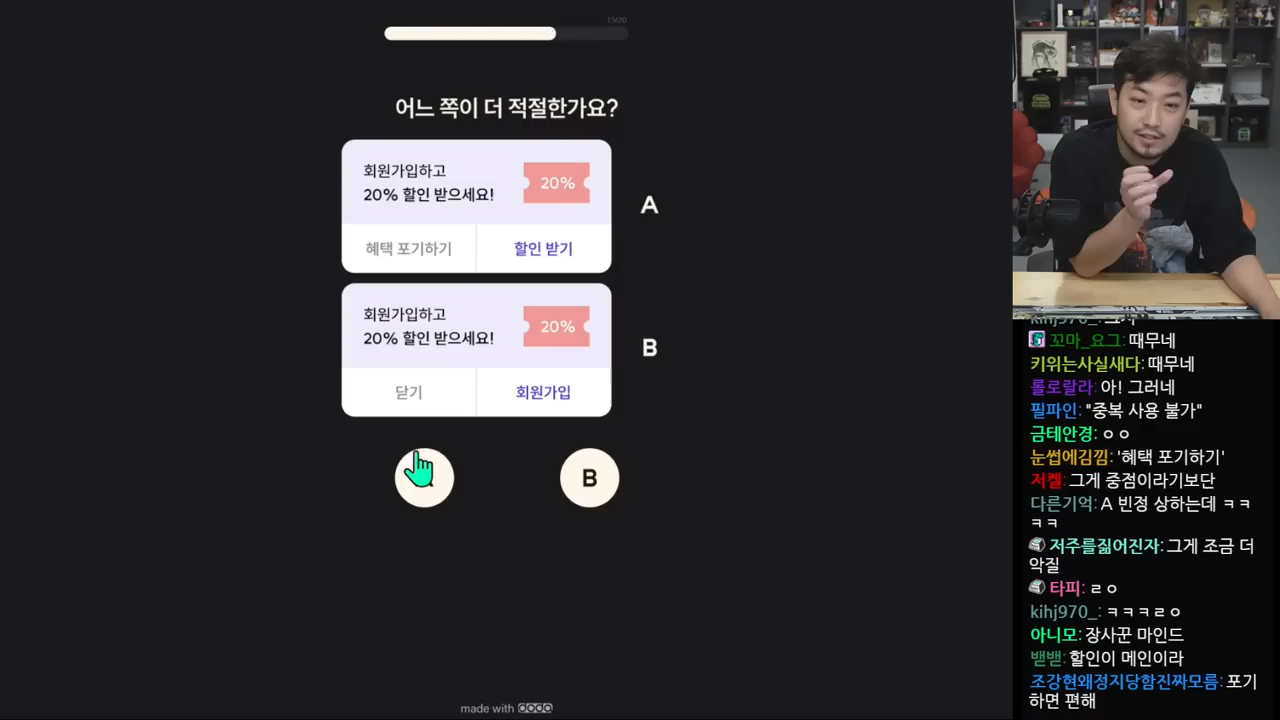 15/20
어느 쪽이 더 적절한가요?
회원가입하고
20% 할인 받으세요!
20%
혜택 포기하기
할인 받기
A
회원가입하고
20% 할인 받으세요!
20%
닫기
회원가입
B
B
made with dada
꼬마_요그: 때무네
키위는사실새다: 때무네
롤로랄라: 아! 그러네
필파인: "중복 사용 불가"
금테안경: ㅇㅇ
눈썹에김낌: '혜택 포기하기'
저켈: 그게 중점이라기보단
다른기억: A 빈정 상하는데 ㅋㅋ
ㅋㅋ
저주를짊어진자: 그게 조금 더
악질
타피: ㄹㅇ
kihj970_: ㅋㅋㅋㄹㅇ
아니모: 장사꾼 마인드
뱉뱉: 할인이 메인이라
조강현왜정지당함진짜모름: 포기
하면 편해